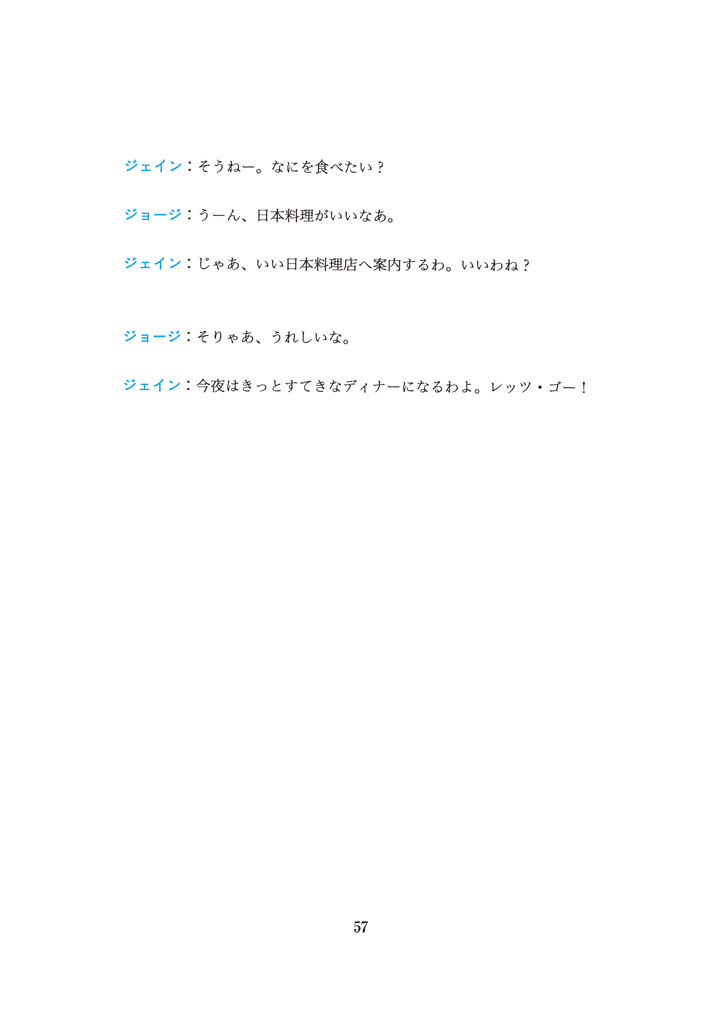 ジェイン：そうねー。なにを食べたい？
ジョージ：うーん、日本料理がいいなあ。
ジェイン：じゃあ、いい日本料理店へ案内するわ。いいわね？
ジョージ：そりゃあ、うれしいな。
ジェイン：今夜はきっとすてきなディナーになるわよ。レッツ・ゴー！
57